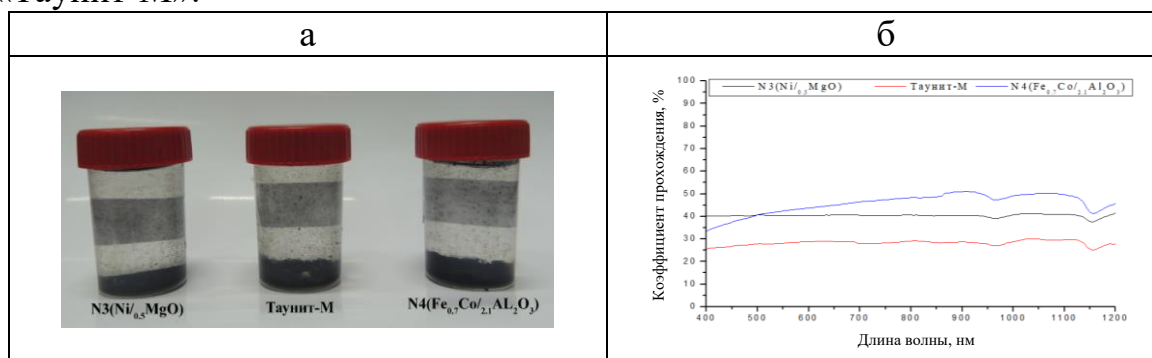 «Таунит-М».
а б
N3(Ni/0,5MgO) Таунит-М N4(Fe0,7Co/2,1AL2O3)
N3(Ni/0,5MgO) Таунит-М N4(Fe0,7Co/2,1Al2O3)
Коэффициент прохождения, %
100
90
80
70
60
50
40
30
20
10
0
400 500 600 700 800 900 1000 1100 1200
Длина волны, нм